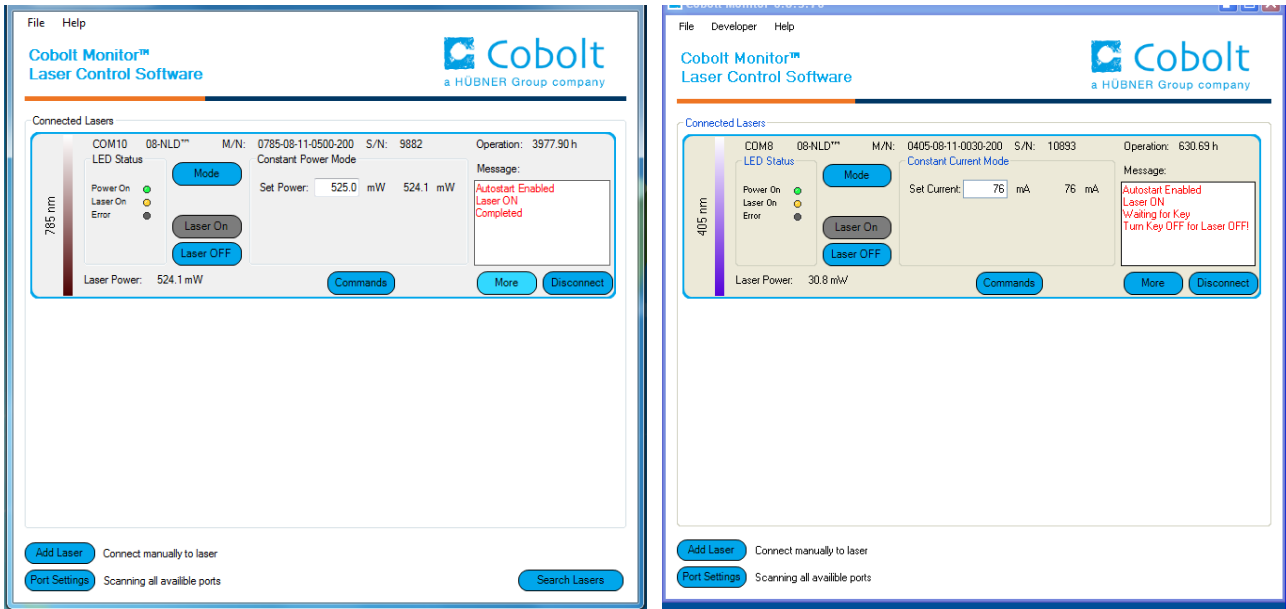 File Help
Cobolt Monitor™
Laser Control Software
Cobolt
a HÜBNER Group company
Connected Lasers
COM10 08-NLD™ M/N: 0785-08-11-0500-200 S/N: 9882 Operation: 3977.90 h
LED Status
Power On
Laser On
Error
Mode
Laser On
Laser OFF
Constant Power Mode
Set Power: 525.0 mW 524.1 mW
Message:
Autostart Enabled
Laser ON
Completed
785 nm
Laser Power: 524.1 mW
Commands
More
Disconnect
Add Laser Connect manually to laser
Port Settings Scanning all availible ports
Search Lasers
File Developer Help
Cobolt Monitor™
Laser Control Software
Cobolt
a HÜBNER Group company
Connected Lasers
COM8 08-NLD™ M/N: 0405-08-11-0030-200 S/N: 10893 Operation: 630.69 h
LED Status
Power On
Laser On
Error
Mode
Laser On
Laser OFF
Constant Current Mode
Set Current: 76 mA 76 mA
Message:
Autostart Enabled
Laser ON
Waiting for Key
Turn Key OFF for Laser OFF!
405 nm
Laser Power: 30.8 mW
Commands
More
Disconnect
Add Laser Connect manually to laser
Port Settings Scanning all availible ports